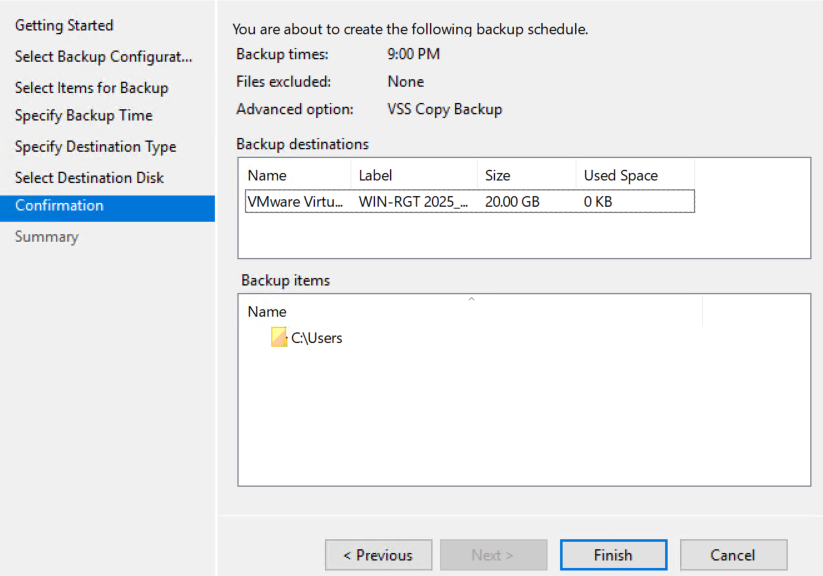 Getting Started
Select Backup Configurat...
Select Items for Backup
Specify Backup Time
Specify Destination Type
Select Destination Disk
Confirmation
Summary
You are about to create the following backup schedule.
Backup times: 9:00 PM
Files excluded: None
Advanced option: VSS Copy Backup
Backup destinations
Name Label Size Used Space
VMware Virtu... WIN-RGT 2025_... 20.00 GB 0 KB
Backup items
Name
C:\Users
< Previous Next > Finish Cancel